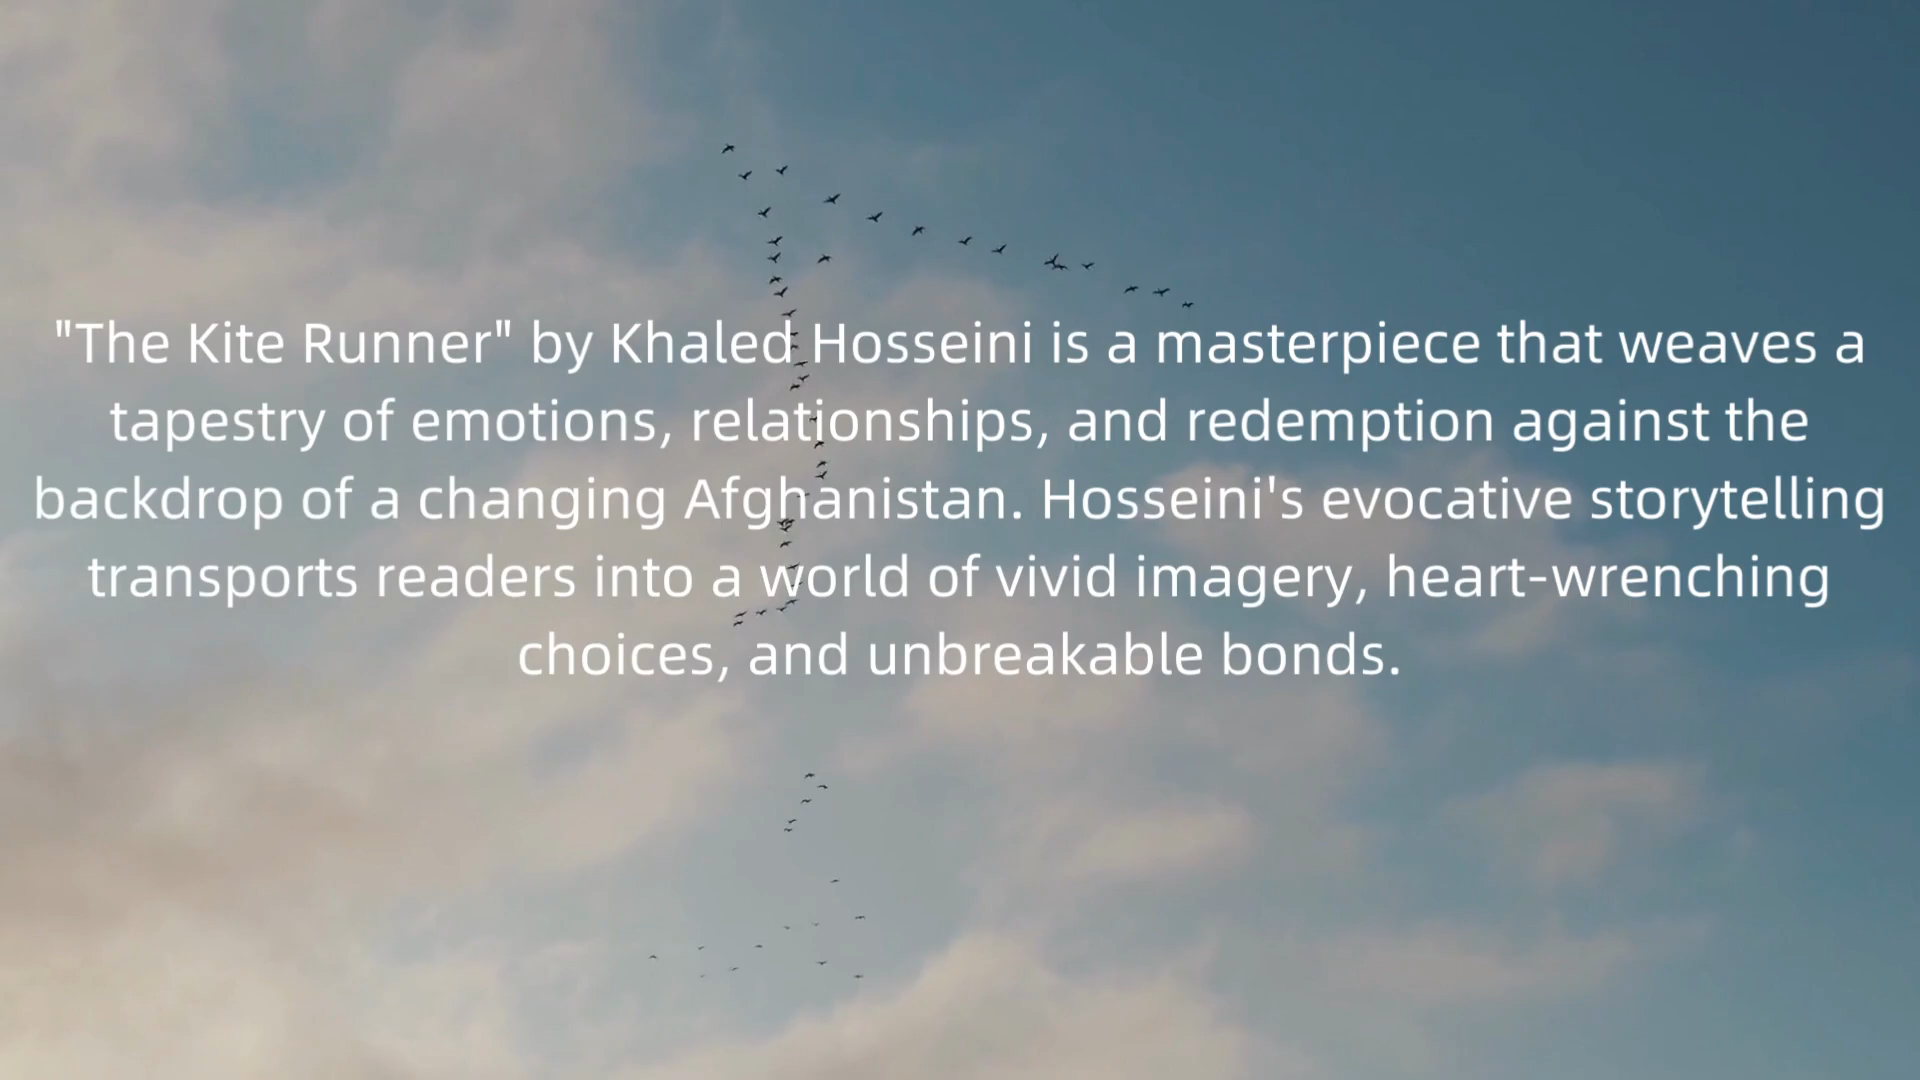 "The Kite Runner" by Khaled Hosseini is a masterpiece that weaves a
tapestry of emotions, relationships, and redemption against the
backdrop of a changing Afghanistan. Hosseini's evocative storytelling
transports readers into a world of vivid imagery, heart-wrenching
choices, and unbreakable bonds.